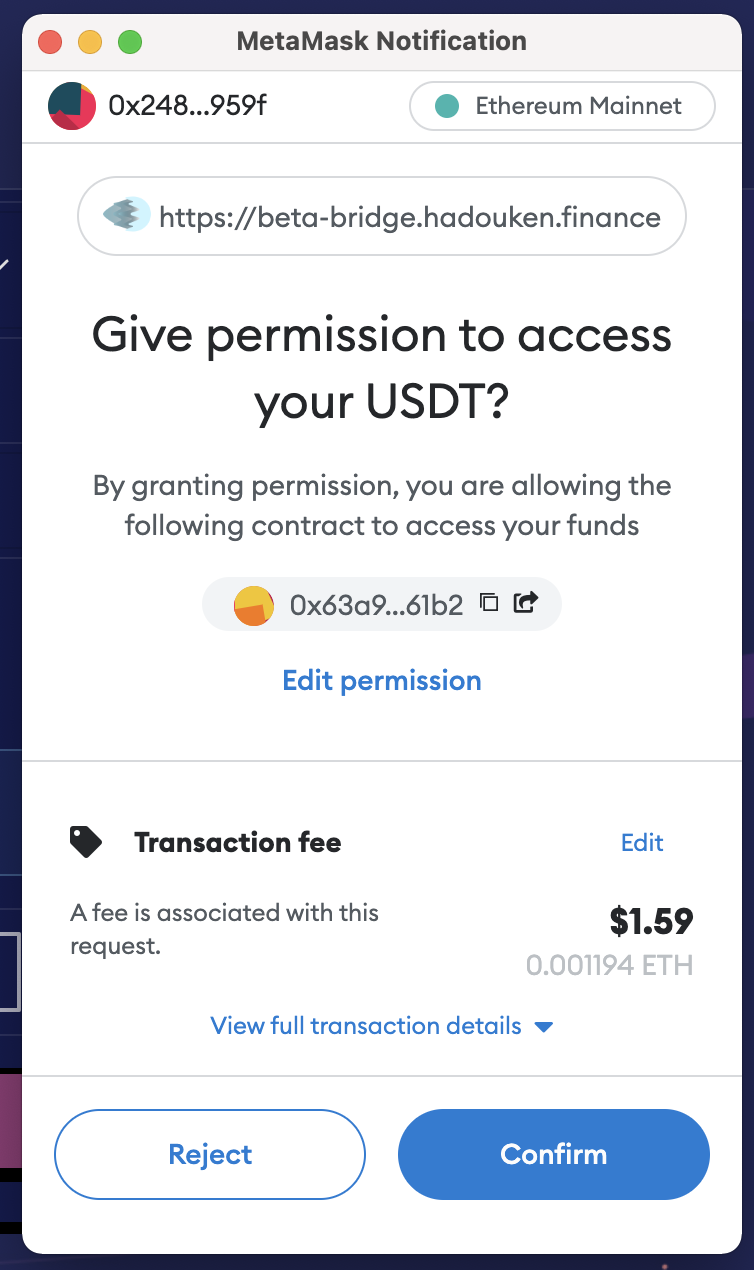 MetaMask Notification
0x248...959f
Ethereum Mainnet
https://beta-bridge.hadouken.finance
Give permission to access
your USDT?
By granting permission, you are allowing the
following contract to access your funds
0x63a9...61b2
Edit permission
Transaction fee
Edit
A fee is associated with this
request.
$1.59
0.001194 ETH
View full transaction details
Reject
Confirm